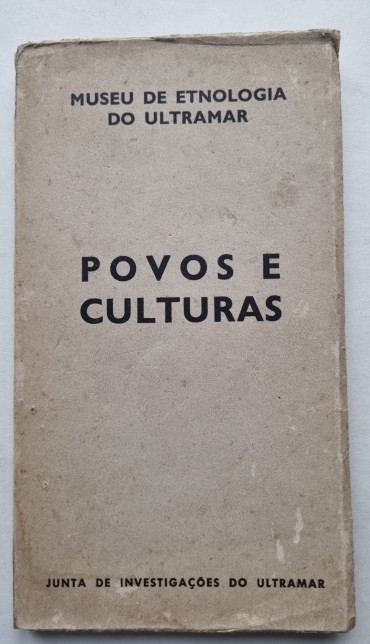 MUSEU DE ETNOLOGIA
DO ULTRAMAR
POVOS E
CULTURAS
JUNTA DE INVESTIGAÇÕES DO ULTRAMAR